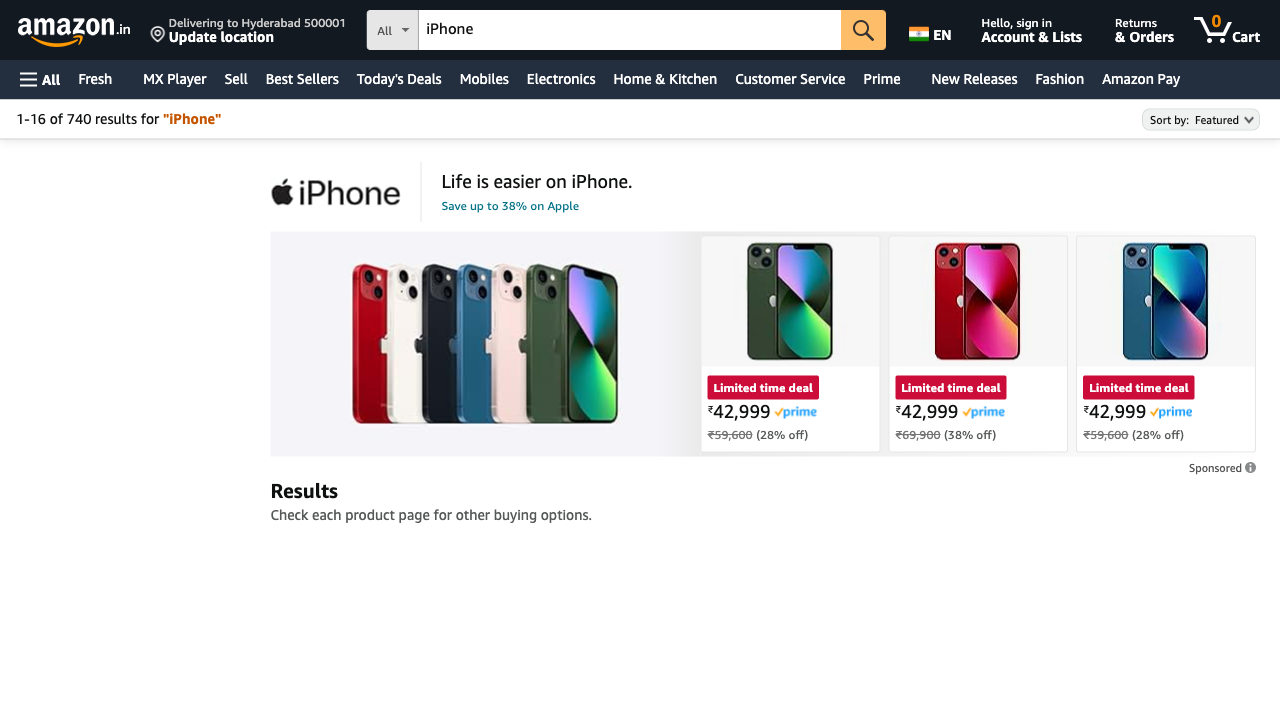 amazon.in
Delivering to Hyderabad 500001
Update location
All
iPhone
EN
Hello, sign in
Account & Lists
Returns
& Orders
0
Cart
All
Fresh
MX Player
Sell
Best Sellers
Today's Deals
Mobiles
Electronics
Home & Kitchen
Customer Service
Prime
New Releases
Fashion
Amazon Pay
1-16 of 740 results for "iPhone"
Sort by: Featured
iPhone
Life is easier on iPhone.
Save up to 38% on Apple
Limited time deal
₹42,999 prime
₹59,600 (28% off)
Limited time deal
₹42,999 prime
₹69,900 (38% off)
Limited time deal
₹42,999 prime
₹59,600 (28% off)
Sponsored
Results
Check each product page for other buying options.